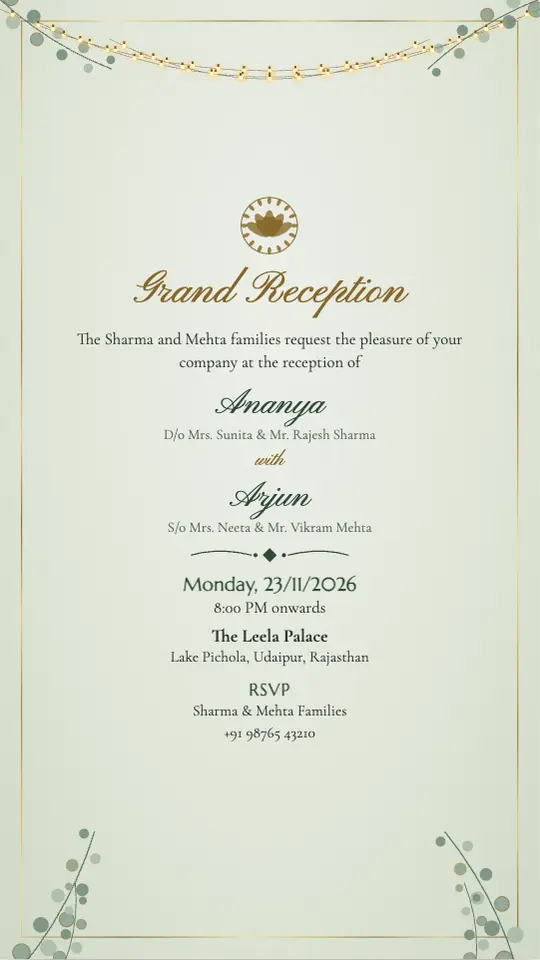 Grand Reception
The Sharma and Mehta families request the pleasure of your
company at the reception of
Ananya
D/o Mrs. Sunita & Mr. Rajesh Sharma
with
Arjun
S/o Mrs. Neeta & Mr. Vikram Mehta
Monday, 23/11/2026
8:00 PM onwards
The Leela Palace
Lake Pichola, Udaipur, Rajasthan
RSVP
Sharma & Mehta Families
+91 98765 43210